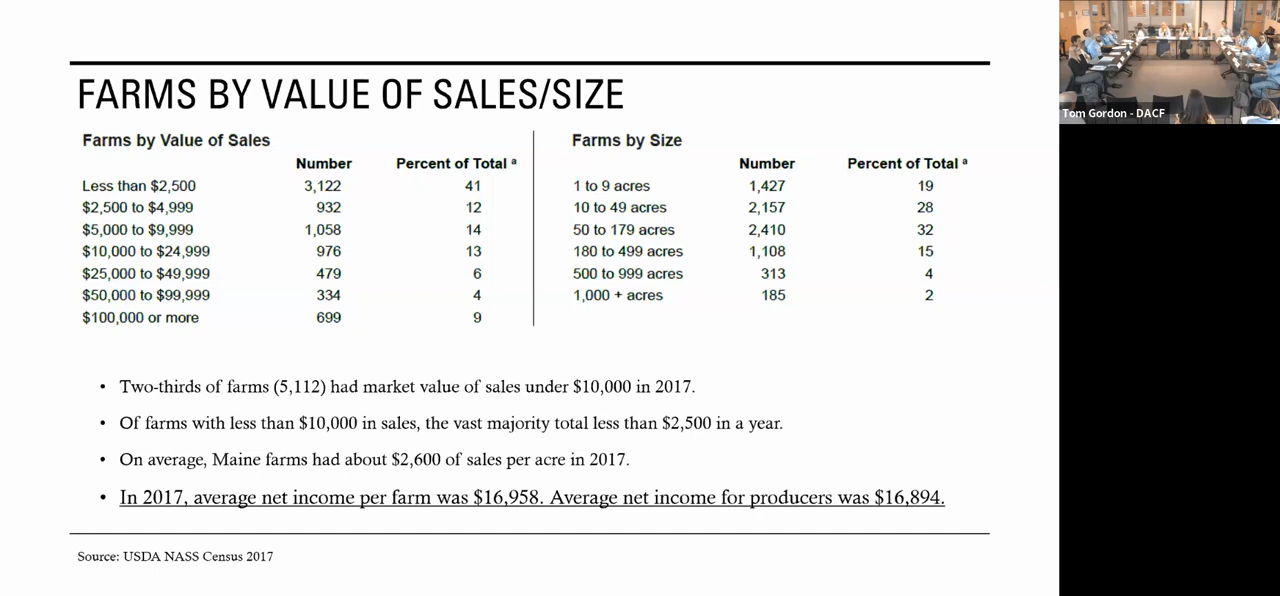 FARMS BY VALUE OF SALES/SIZE
Farms by Value of Sales
Number Percent of Total a
Less than $2,500 3,122 41
$2,500 to $4,999 932 12
$5,000 to $9,999 1,058 14
$10,000 to $24,999 976 13
$25,000 to $49,999 479 6
$50,000 to $99,999 334 4
$100,000 or more 699 9
Farms by Size
Number Percent of Total a
1 to 9 acres 1,427 19
10 to 49 acres 2,157 28
50 to 179 acres 2,410 32
180 to 499 acres 1,108 15
500 to 999 acres 313 4
1,000 + acres 185 2
• Two-thirds of farms (5,112) had market value of sales under $10,000 in 2017.
• Of farms with less than $10,000 in sales, the vast majority total less than $2,500 in a year.
• On average, Maine farms had about $2,600 of sales per acre in 2017.
• In 2017, average net income per farm was $16,958. Average net income for producers was $16,894.
Source: USDA NASS Census 2017
Tom Gordon - DACF